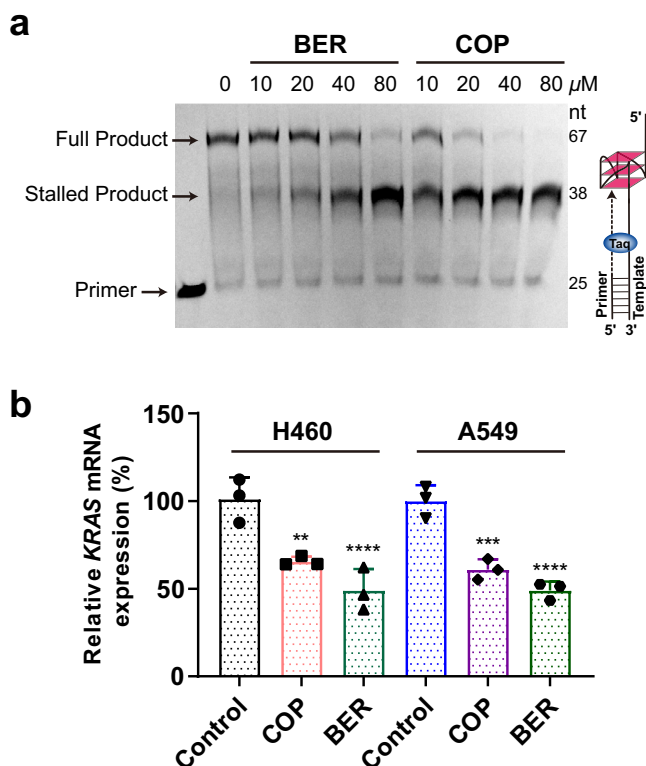 a
BER COP
0 10 20 40 80 10 20 40 80 µM
nt
Full Product 67
Stalled Product 38
Primer 25
5'
Taq
Primer
Template
5' 3'
b
Relative KRAS mRNA
expression (%)
150
100
50
0
H460 A549
** **** *** ****
Control COP BER Control COP BER